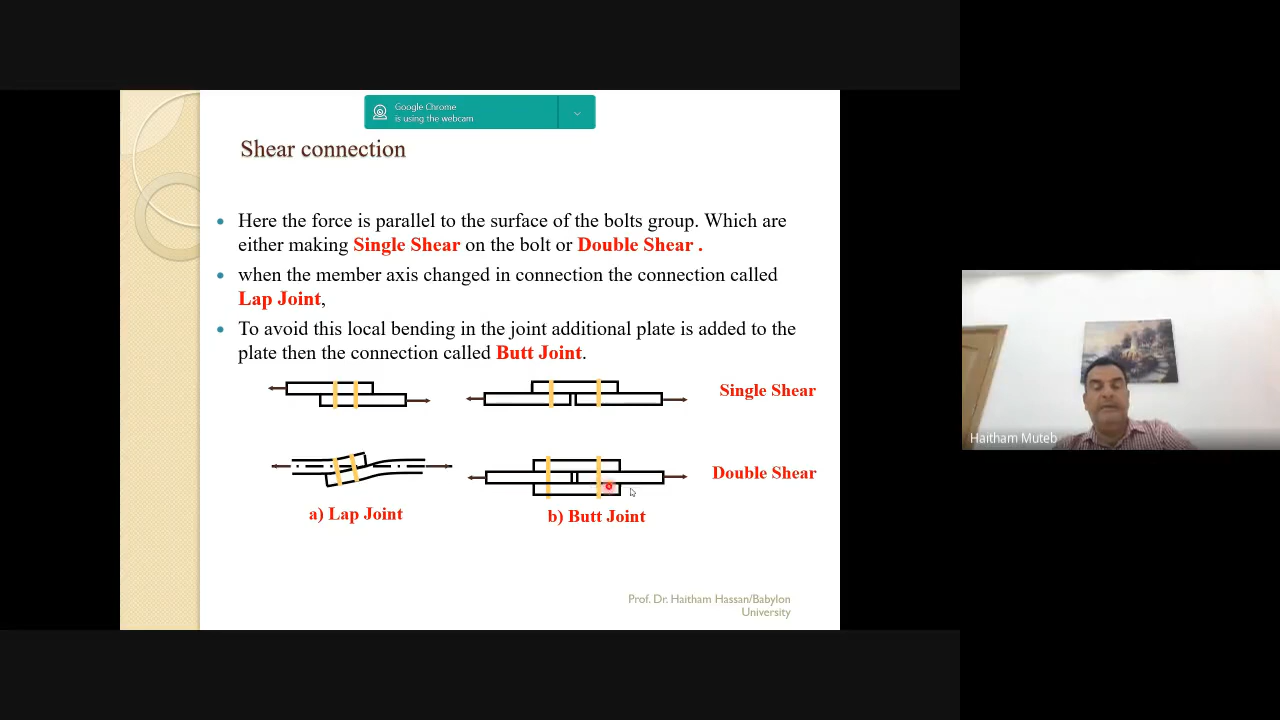 Google Chrome
is using the webcam
Shear connection
Here the force is parallel to the surface of the bolts group. Which are
either making Single Shear on the bolt or Double Shear .
when the member axis changed in connection the connection called
Lap Joint,
To avoid this local bending in the joint additional plate is added to the
plate then the connection called Butt Joint.
Single Shear
Double Shear
a) Lap Joint
b) Butt Joint
Prof. Dr. Haitham Hassan/Babylon
University
Haitham Muteb